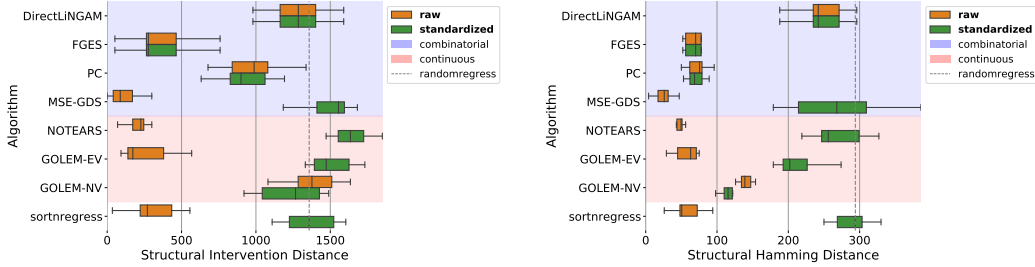 DirectLiNGAM
FGES
PC
MSE-GDS
NOTEARS
GOLEM-EV
GOLEM-NV
sortnregress
Algorithm
0 500 1000 1500
Structural Intervention Distance
raw
standardized
combinatorial
continuous
randomregress
DirectLiNGAM
FGES
PC
MSE-GDS
NOTEARS
GOLEM-EV
GOLEM-NV
sortnregress
Algorithm
0 100 200 300
Structural Hamming Distance
raw
standardized
combinatorial
continuous
randomregress